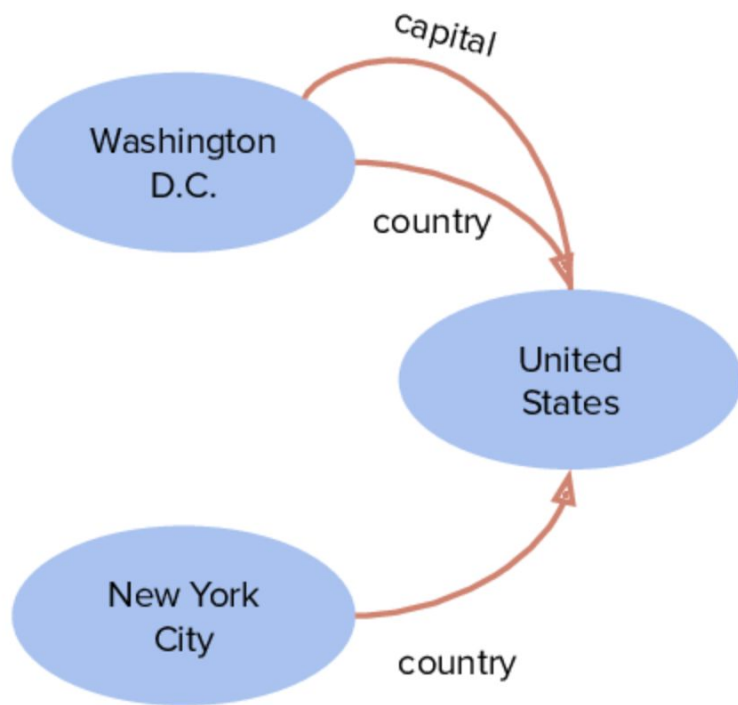 capital
Washington
D.C.
country
United
States
New York
City
country